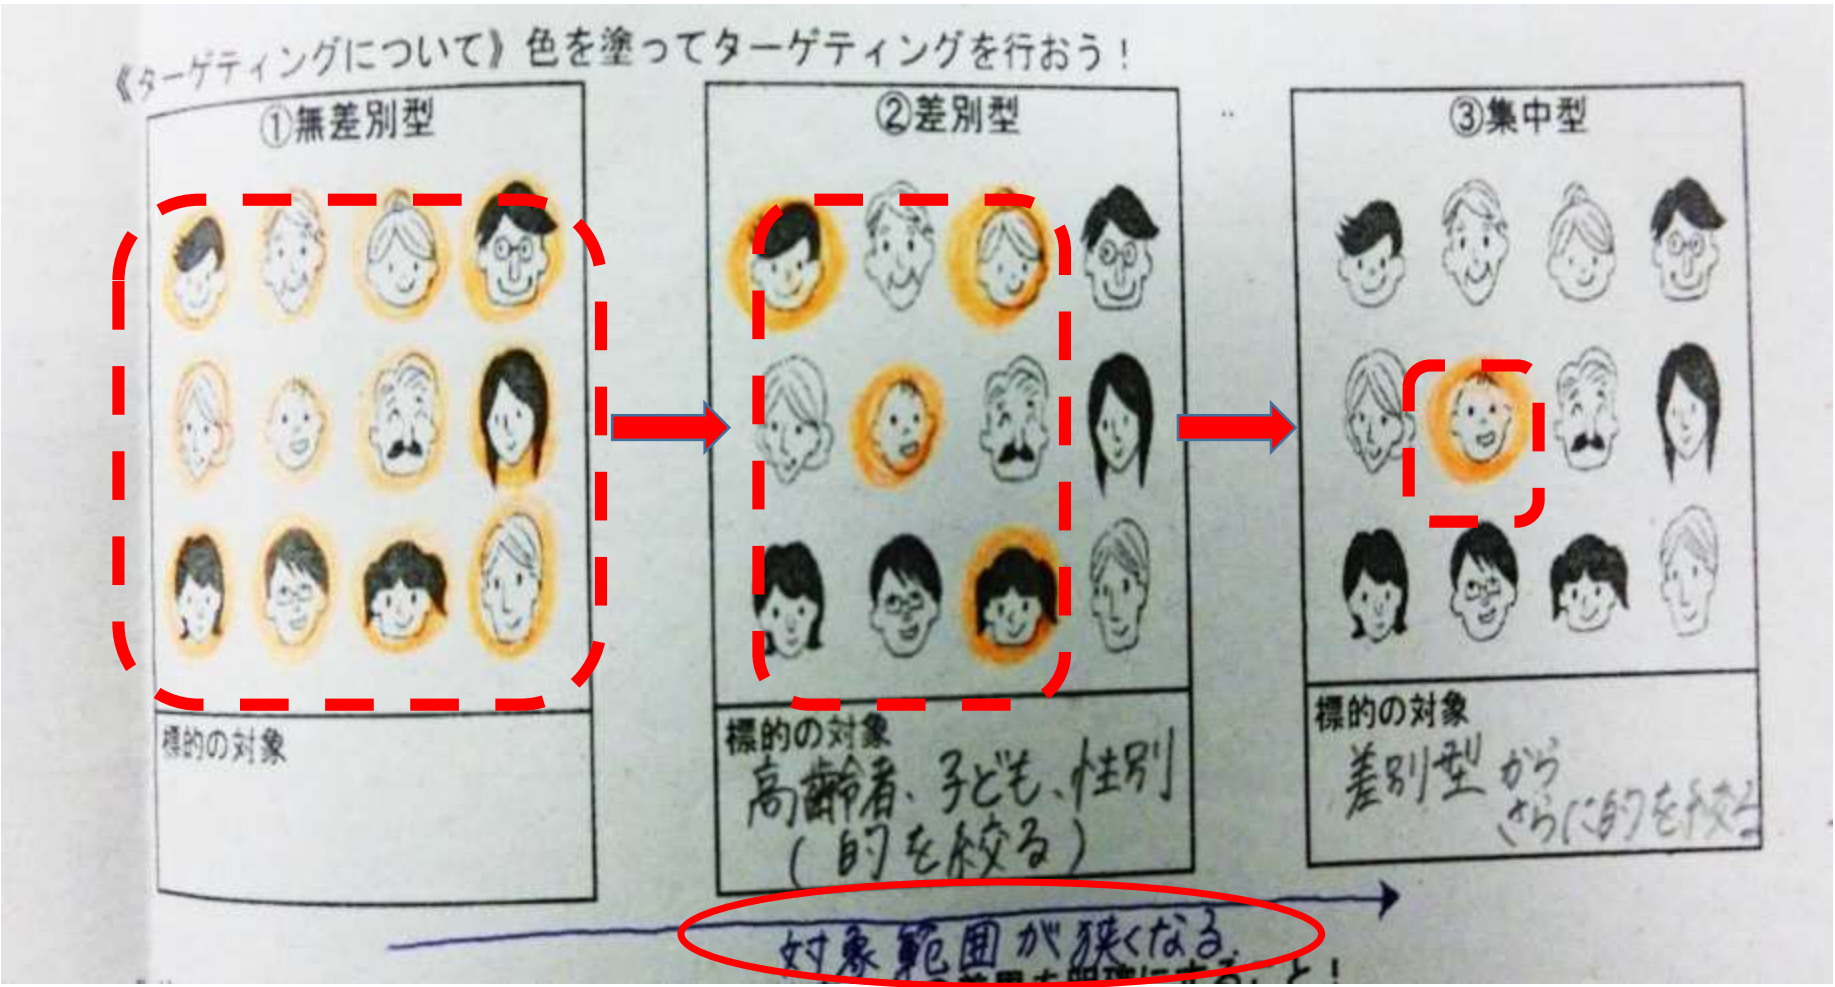 《ターゲティングについて》色を塗ってターゲティングを行おう！
①無差別型
標的の対象
②差別型
標的の対象
高齢者、子ども、性別
(的を絞る)
③集中型
標的の対象
差別型から
さらに的を絞る
対象範囲が狭くなる.